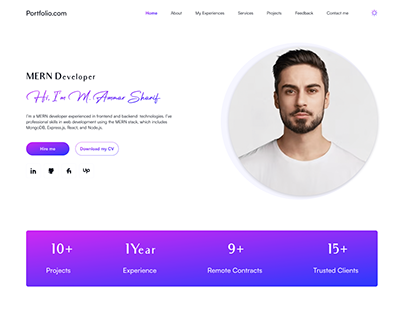 Portfolio.com
Home About My Experiences Services Projects Feedback Contact me
MERN Developer
Hi, I'm M. Ammar Sharif
I'm a MERN developer experienced in frontend and backend technologies. I've
professional skills in web development using the MERN stack, which includes
MongoDB, Express.js, React, and Node.js.
Hire me Download my CV
in fi Up
10+ 1Year 9+ 15+
Projects Experience Remote Contracts Trusted Clients